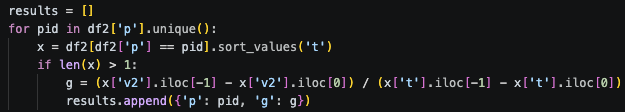 results = []
for pid in df2['p'].unique():
    x = df2[df2['p'] == pid].sort_values('t')
    if len(x) > 1:
        g = (x['v2'].iloc[-1] - x['v2'].iloc[0]) / (x['t'].iloc[-1] - x['t'].iloc[0])
        results.append({'p': pid, 'g': g})